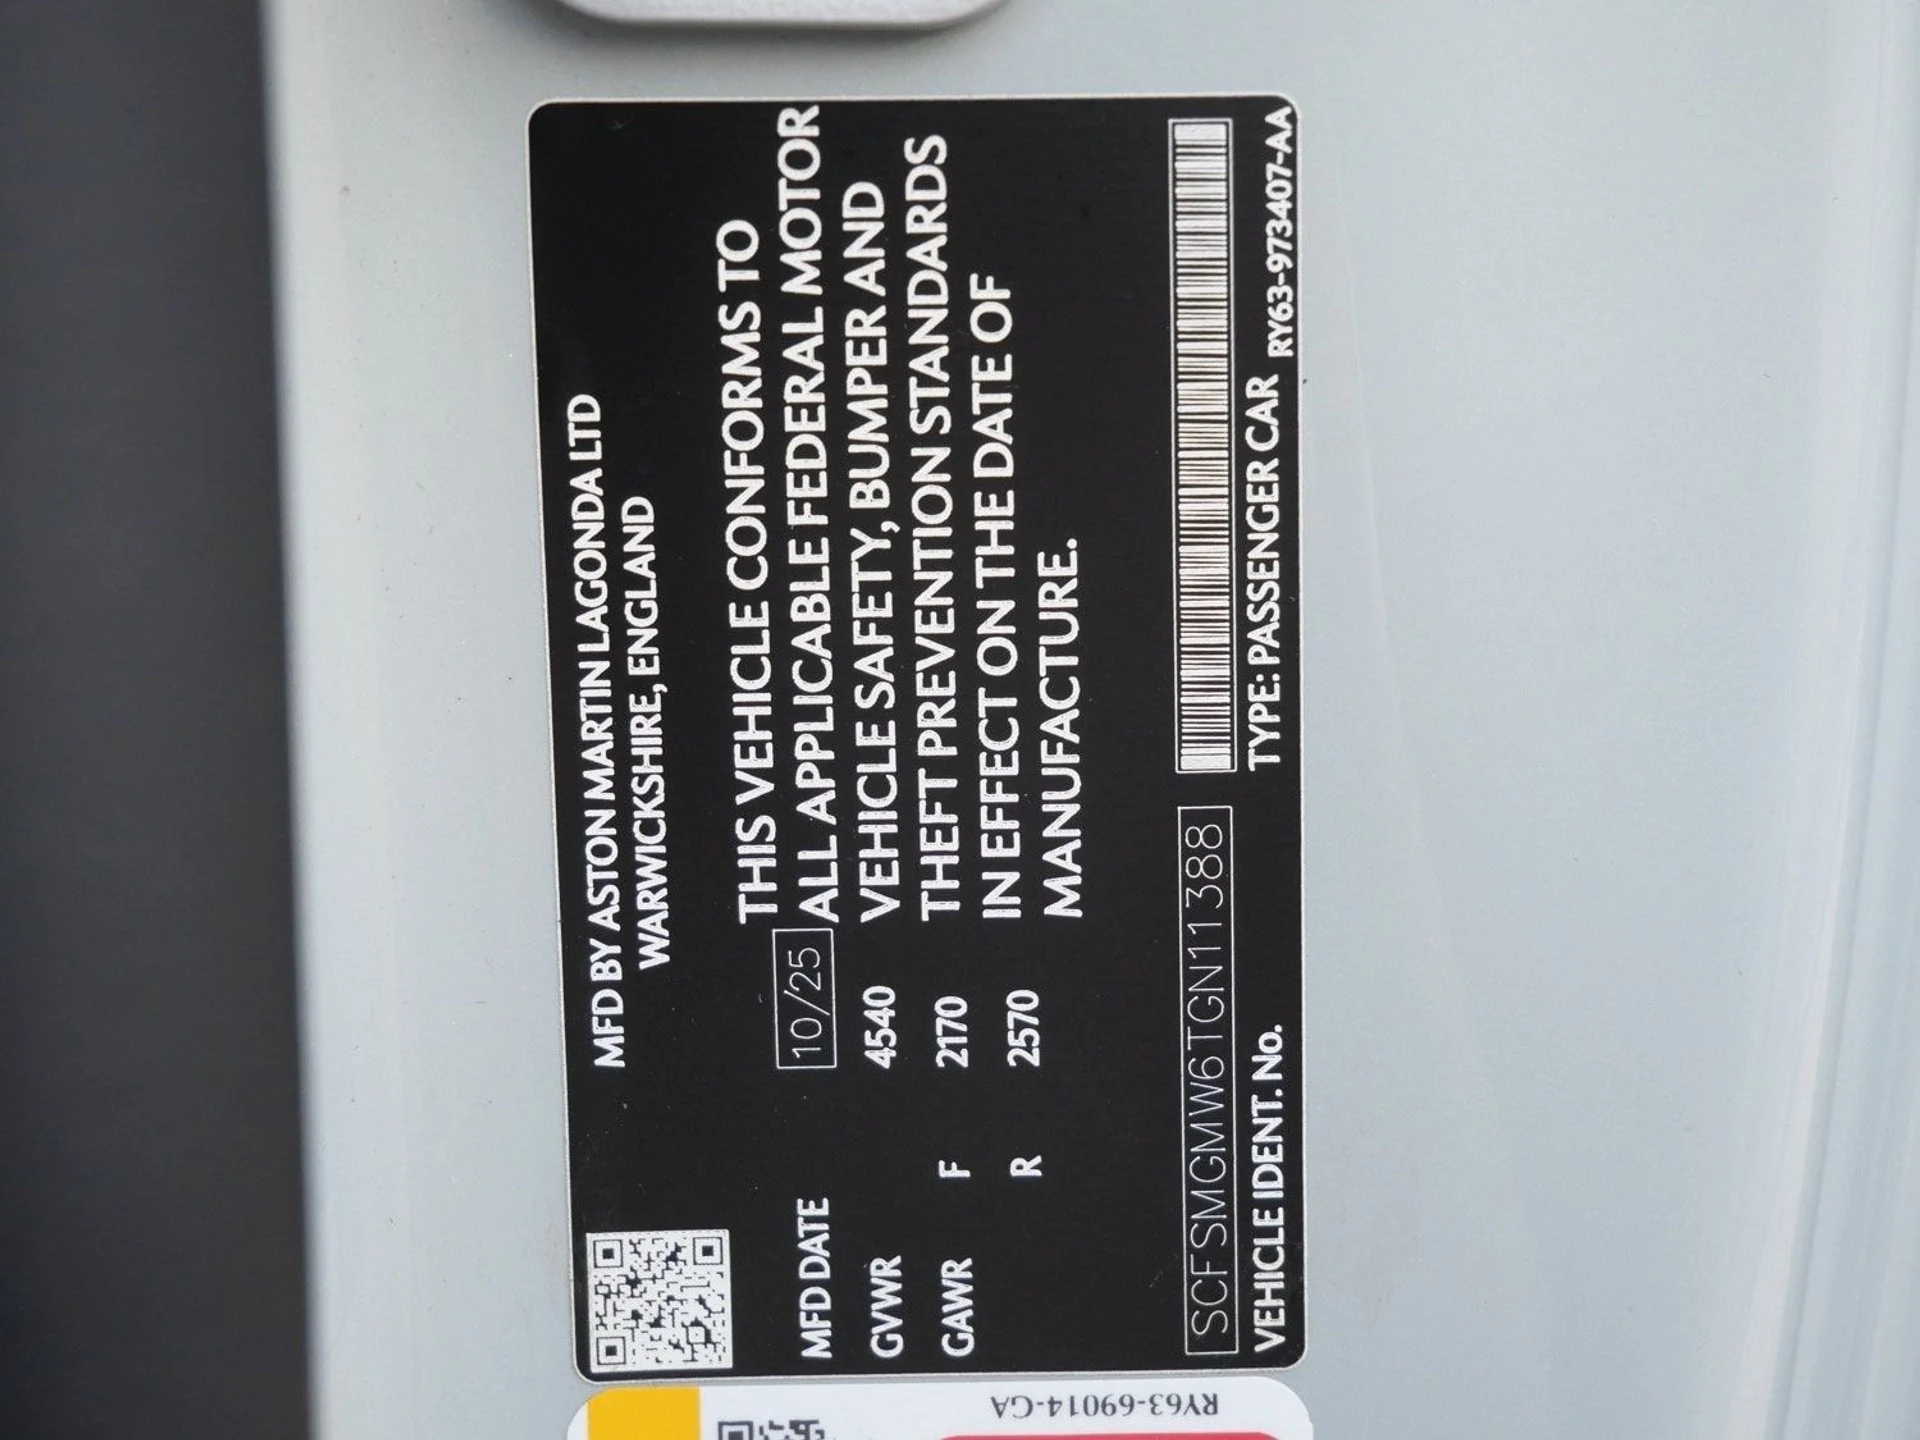 MFD BY ASTON MARTIN LAGONDA LTD
WARWICKSHIRE, ENGLAND
MFD DATE 10/25
GVWR 4540
GAWR F 2170
R 2570
THIS VEHICLE CONFORMS TO
ALL APPLICABLE FEDERAL MOTOR
VEHICLE SAFETY, BUMPER AND
THEFT PREVENTION STANDARDS
IN EFFECT ON THE DATE OF
MANUFACTURE.
SCFSMGMW6TGN11388
VEHICLE IDENT. No.
TYPE: PASSENGER CAR
RY63-973407-AA
RY63-69014-GA